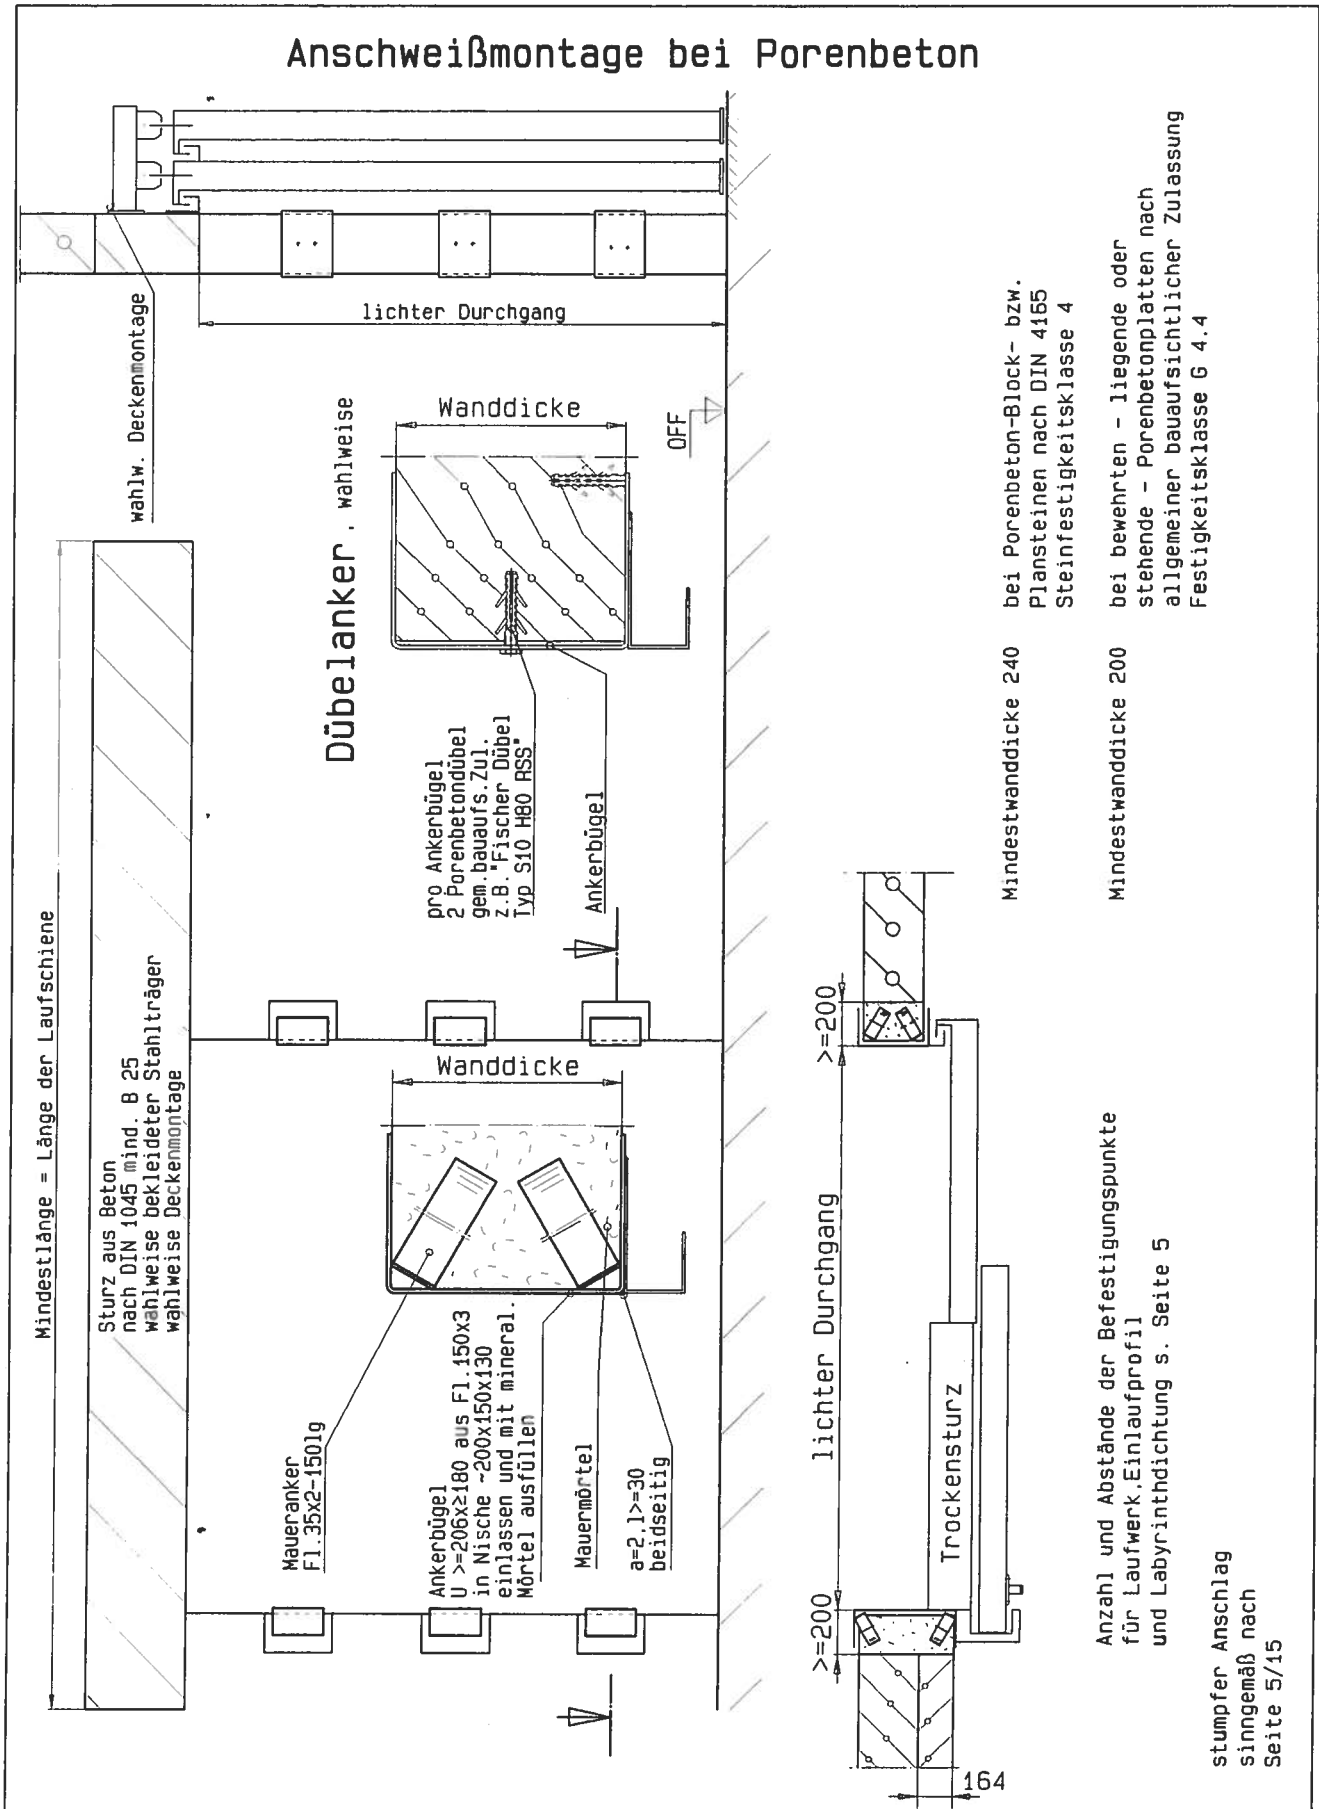 Anschweißmontage bei Porenbeton
wahlw. Deckenmontage
lichter Durchgang
Mindestlänge = Länge der Laufschiene
Sturz aus Beton
nach DIN 1045 mind. B 25
wahlweise bekleideter Stahlträger
wahlweise Deckenmontage
Dübelanker, wahlweise
Wanddicke
OFF
pro Ankerbügel
2 Porenbetondübel
gem.bauaufs.Zul.
z.B."Fischer Dübel
Typ S10 H80 RSS"
Ankerbügel
Wanddicke
Maueranker
Fl.35x2-150lg
Ankerbügel
U >=206x≥180 aus Fl.150x3
in Nische ~200x150x130
einlassen und mit mineral.
Mörtel ausfüllen
Mauermörtel
a=2,l>=30
beidseitig
>=200
lichter Durchgang
>=200
Trockensturz
164
Mindestwanddicke 240 bei Porenbeton-Block- bzw.
Plansteinen nach DIN 4165
Steinfestigkeitsklasse 4
Mindestwanddicke 200 bei bewehrten - liegende oder
stehende - Porenbetonplatten nach
allgemeiner bauaufsichtlicher Zulassung
Festigkeitsklasse G 4.4
Anzahl und Abstände der Befestigungspunkte
für Laufwerk,Einlaufprofil
und Labyrinthdichtung s. Seite 5
stumpfer Anschlag
sinngemäß nach
Seite 5/15